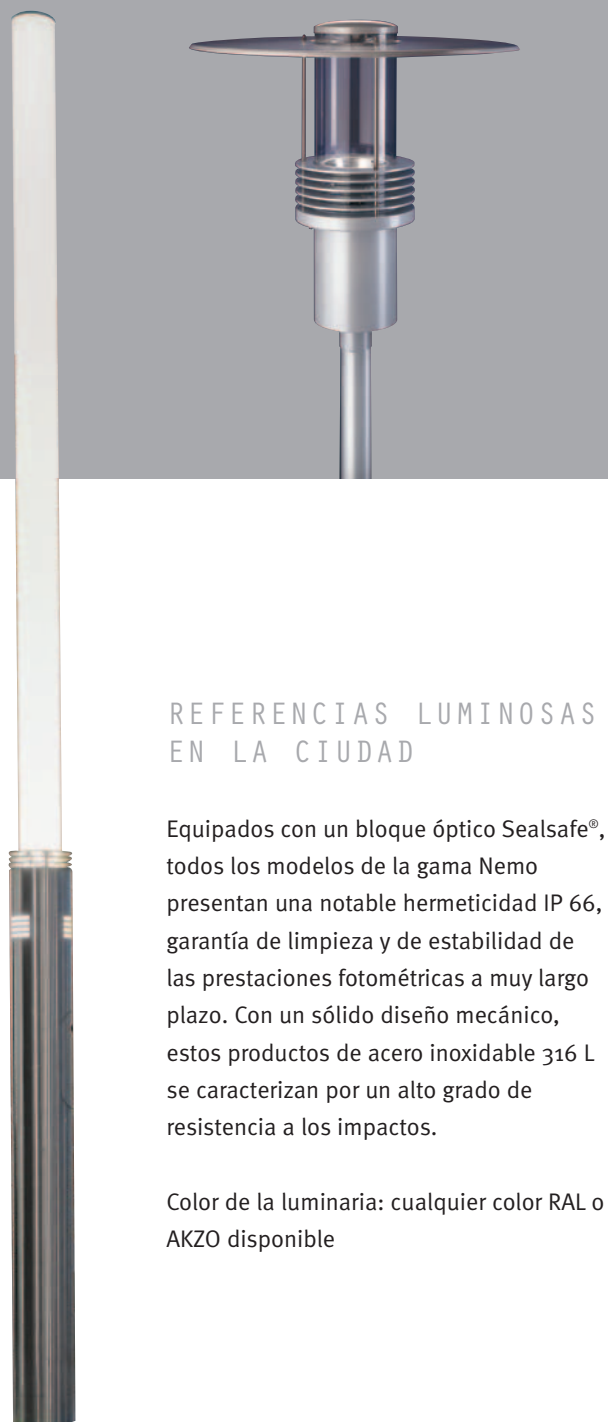 REFERENCIAS LUMINOSAS
EN LA CIUDAD
Equipados con un bloque óptico Sealsafe®,
todos los modelos de la gama Nemo
presentan una notable hermeticidad IP 66,
garantía de limpieza y de estabilidad de
las prestaciones fotométricas a muy largo
plazo. Con un sólido diseño mecánico,
estos productos de acero inoxidable 316 L
se caracterizan por un alto grado de
resistencia a los impactos.
Color de la luminaria: cualquier color RAL o
AKZO disponible